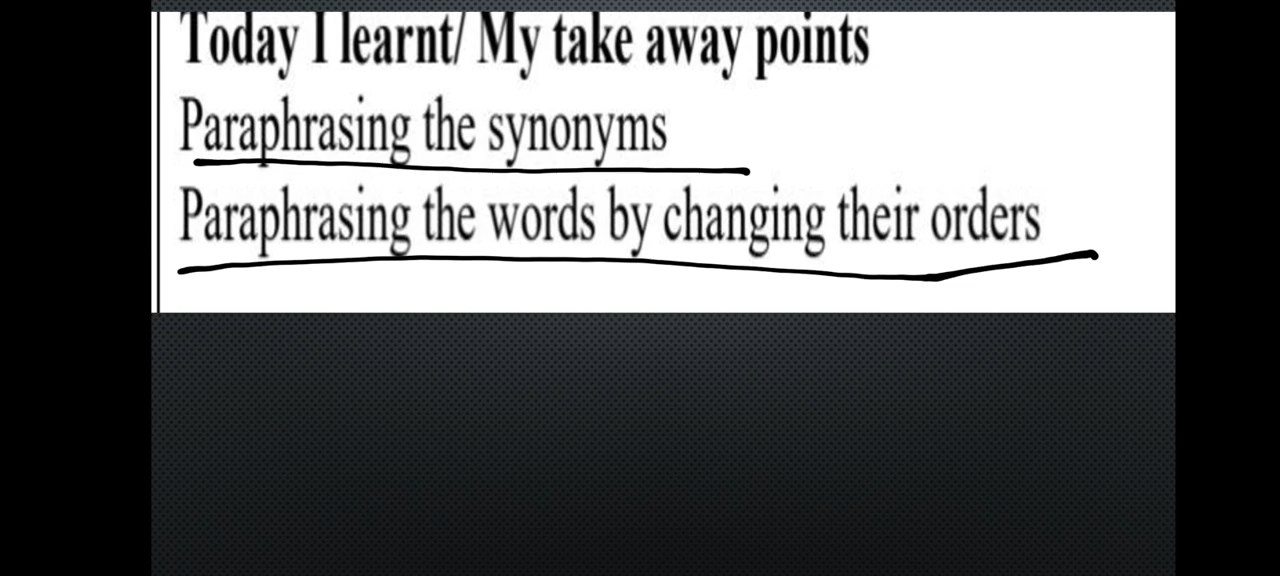 Today I learnt/ My take away points
Paraphrasing the synonyms
Paraphrasing the words by changing their orders